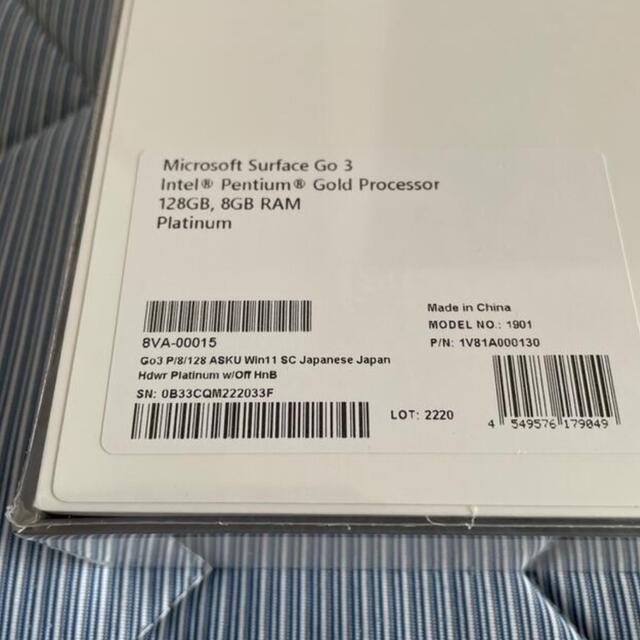 Microsoft Surface Go 3
Intel® Pentium® Gold Processor
128GB, 8GB RAM
Platinum
8VA-00015
Go3 P/8/128 ASKU Win11 SC Japanese Japan
Hdwr Platinum w/Off HnB
SN: 0B33CQM222033F
Made in China
MODEL NO.: 1901
P/N: 1V81A000130
LOT: 2220
4 549576 179049